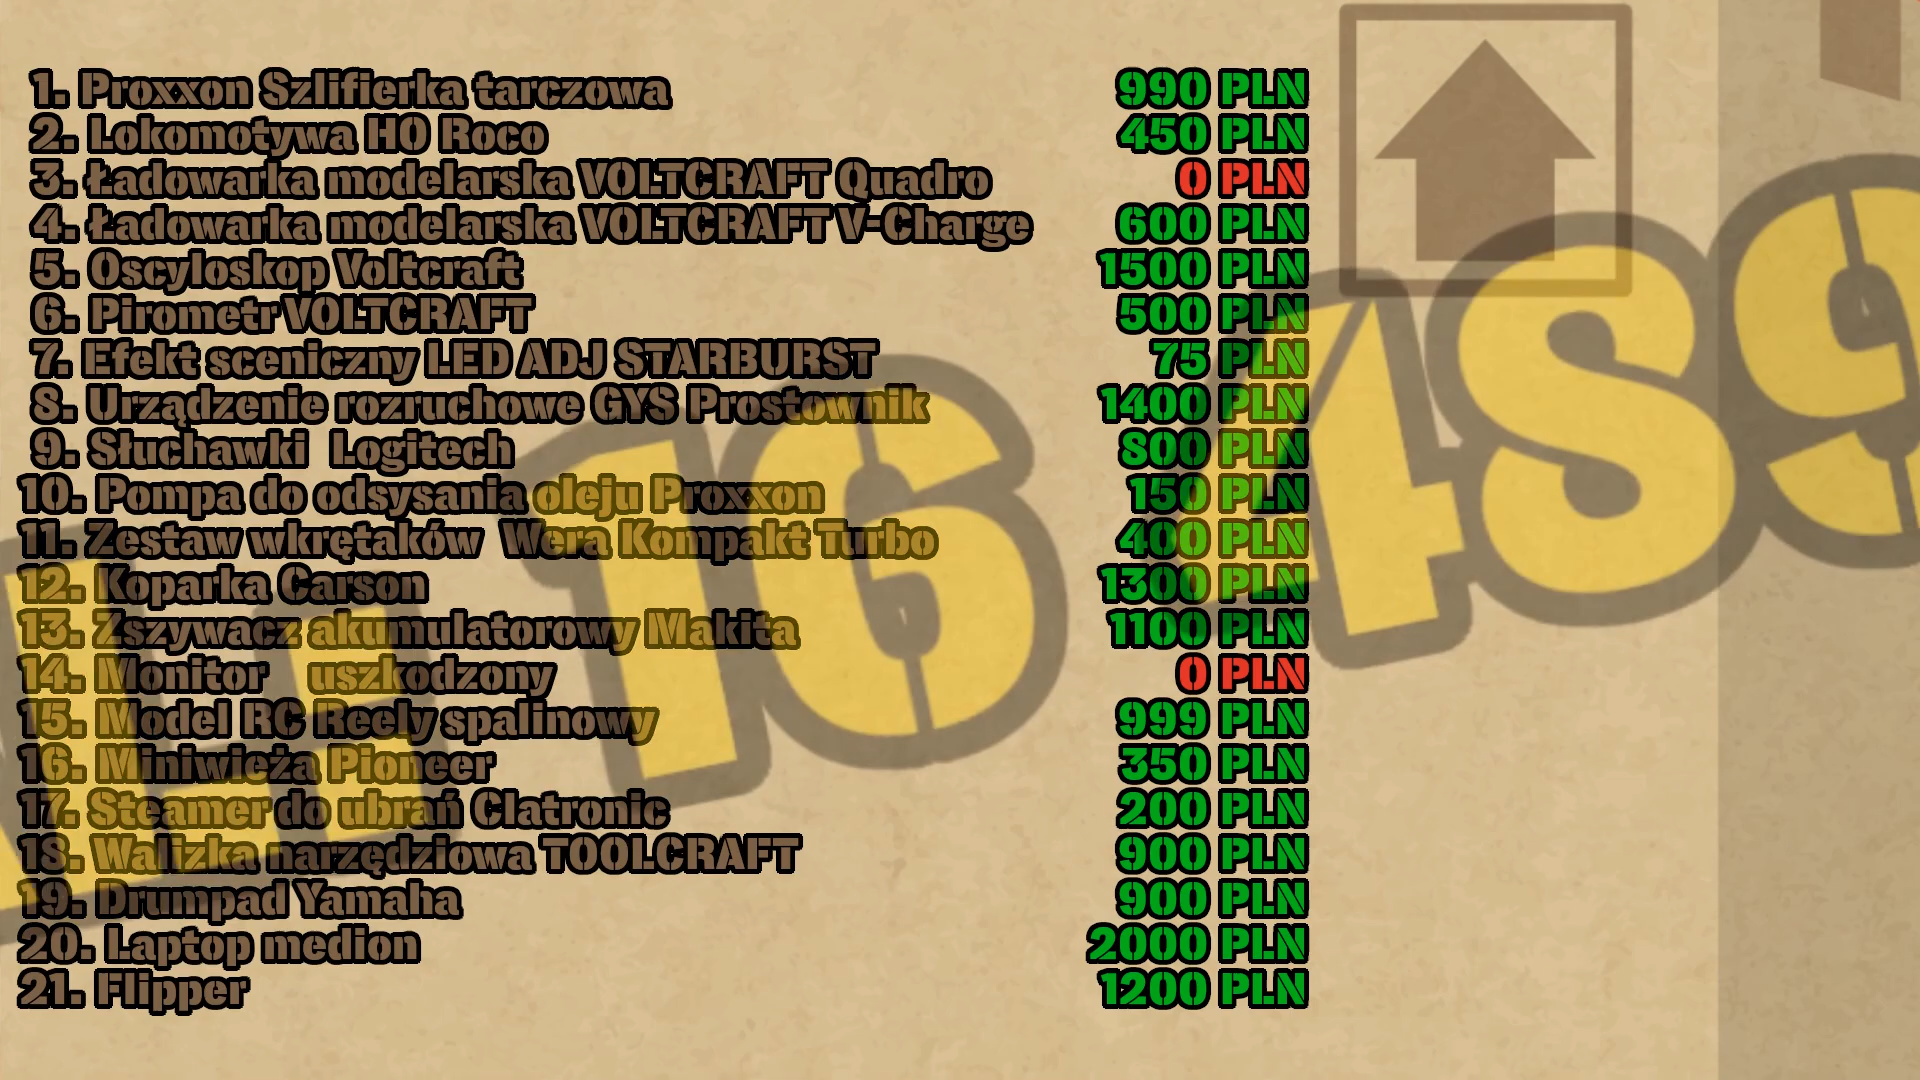 1. Proxxon Szlifierka tarczowa 990 PLN
2. Lokomotywa HO Roco 450 PLN
3. Ładowarka modelarska VOLTCRAFT Quadro 0 PLN
4. Ładowarka modelarska VOLTCRAFT V-Charge 600 PLN
5. Oscyloskop Voltcraft 1500 PLN
6. Pirometr VOLTCRAFT 500 PLN
7. Efekt sceniczny LED ADJ STARBURST 75 PLN
8. Urządzenie rozruchowe GYS Prostownik 1400 PLN
9. Słuchawki Logitech 800 PLN
10. Pompa do odsysania oleju Proxxon 150 PLN
11. Zestaw wkrętaków Wera Kompakt Turbo 400 PLN
12. Koparka Carson 1300 PLN
13. Zszywacz akumulatorowy Makita 1100 PLN
14. Monitor uszkodzony 0 PLN
15. Model RC Reely spalinowy 999 PLN
16. Miniwieża Pioneer 350 PLN
17. Steamer do ubrań Clatronic 200 PLN
18. Walizka narzędziowa TOOLCRAFT 900 PLN
19. Drumpad Yamaha 900 PLN
20. Laptop medion 2000 PLN
21. Flipper 1200 PLN
16 489